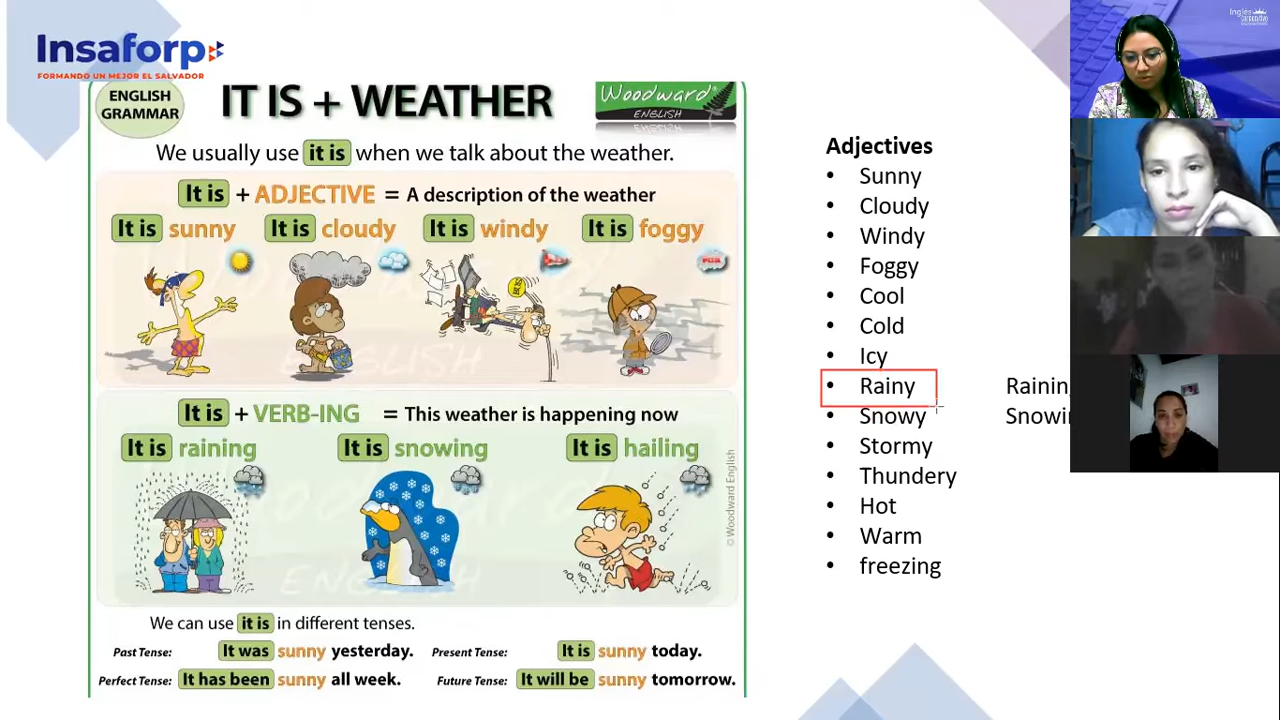 Insaforp
FORMANDO UN MEJOR EL SALVADOR
ENGLISH
GRAMMAR
IT IS + WEATHER
Woodward
ENGLISH
We usually use it is when we talk about the weather.
It is + ADJECTIVE = A description of the weather
It is sunny It is cloudy It is windy It is foggy
It is + VERB-ING = This weather is happening now
It is raining It is snowing It is hailing
© Woodward English
We can use it is in different tenses.
Past Tense: It was sunny yesterday. Present Tense: It is sunny today.
Perfect Tense: It has been sunny all week. Future Tense: It will be sunny tomorrow.
Adjectives
• Sunny
• Cloudy
• Windy
• Foggy
• Cool
• Cold
• Icy
• Rainy Rainin
• Snowy Snowi
• Stormy
• Thundery
• Hot
• Warm
• freezing
Inglés